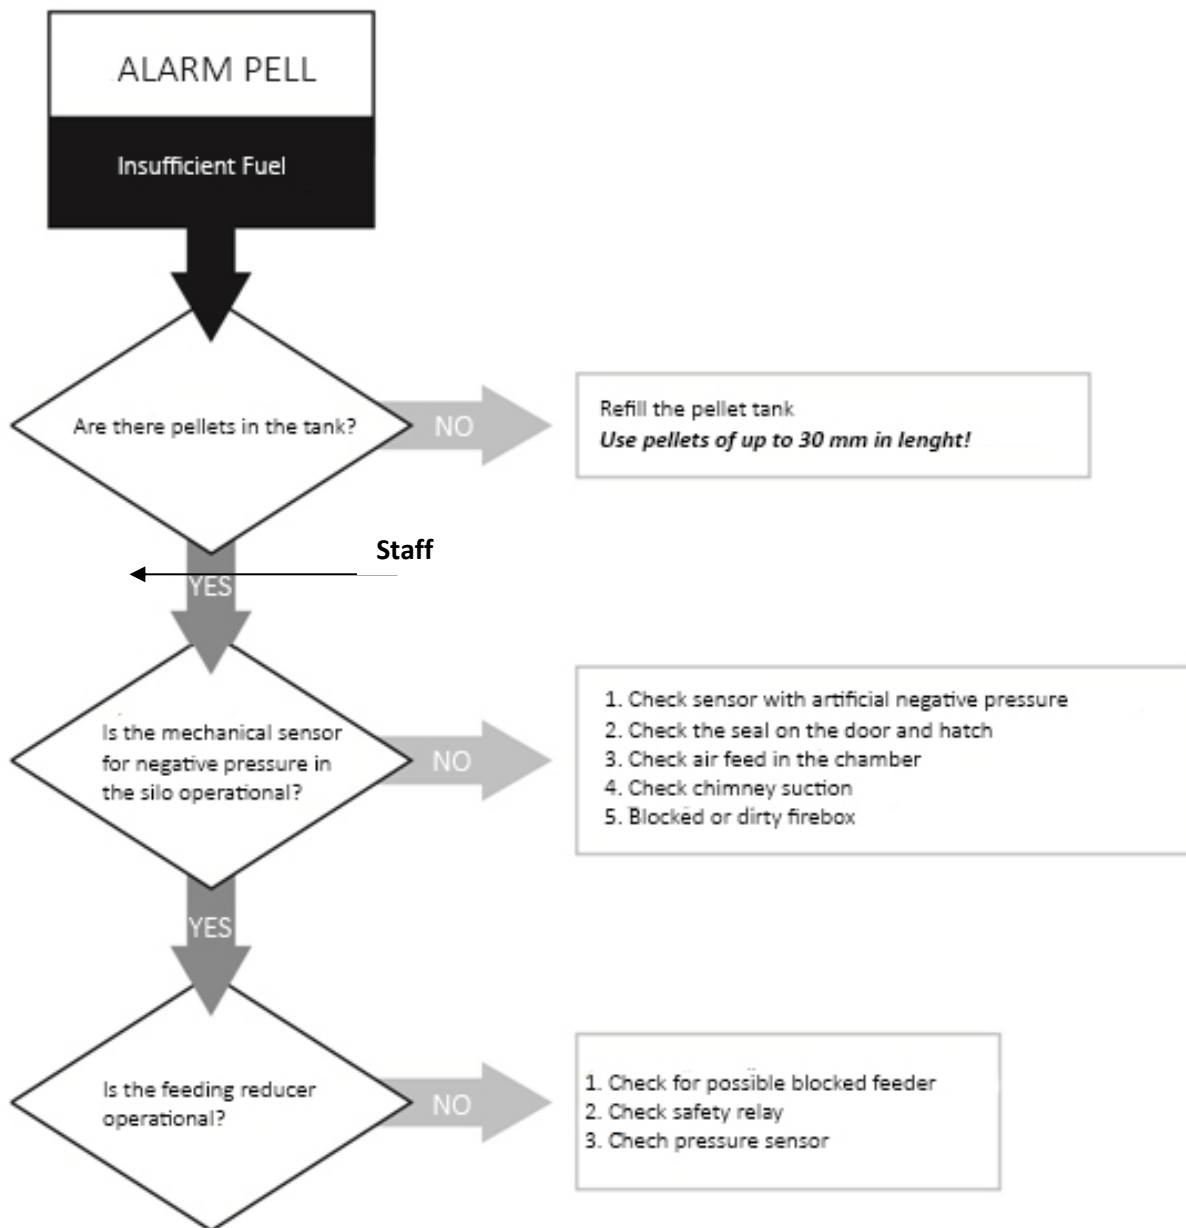 ALARM PELL
Insufficient Fuel
Are there pellets in the tank?
NO
Refill the pellet tank
Use pellets of up to 30 mm in lenght!
Staff
YES
Is the mechanical sensor
for negative pressure in
the silo operational?
NO
1. Check sensor with artificial negative pressure
2. Check the seal on the door and hatch
3. Check air feed in the chamber
4. Check chimney suction
5. Blocked or dirty firebox
YES
Is the feeding reducer
operational?
NO
1. Check for possible blocked feeder
2. Check safety relay
3. Chech pressure sensor